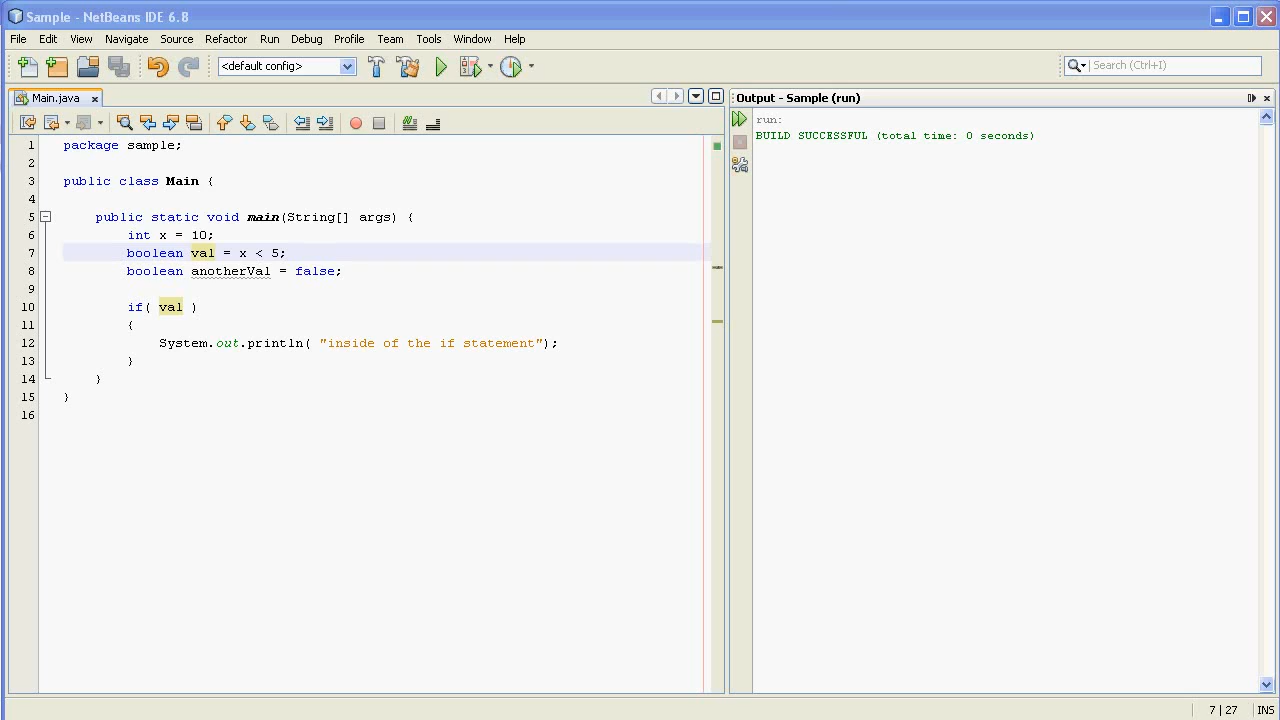 Sample - NetBeans IDE 6.8
File Edit View Navigate Source Refactor Run Debug Profile Team Tools Window Help
<default config>
Search (Ctrl+I)
Main.java
1 package sample;
2
3 public class Main {
4
5 public static void main(String[] args) {
6 int x = 10;
7 boolean val = x < 5;
8 boolean anotherVal = false;
9
10 if( val )
11 {
12 System.out.println( "inside of the if statement");
13 }
14 }
15 }
16
Output - Sample (run)
run:
BUILD SUCCESSFUL (total time: 0 seconds)
7 | 27 INS